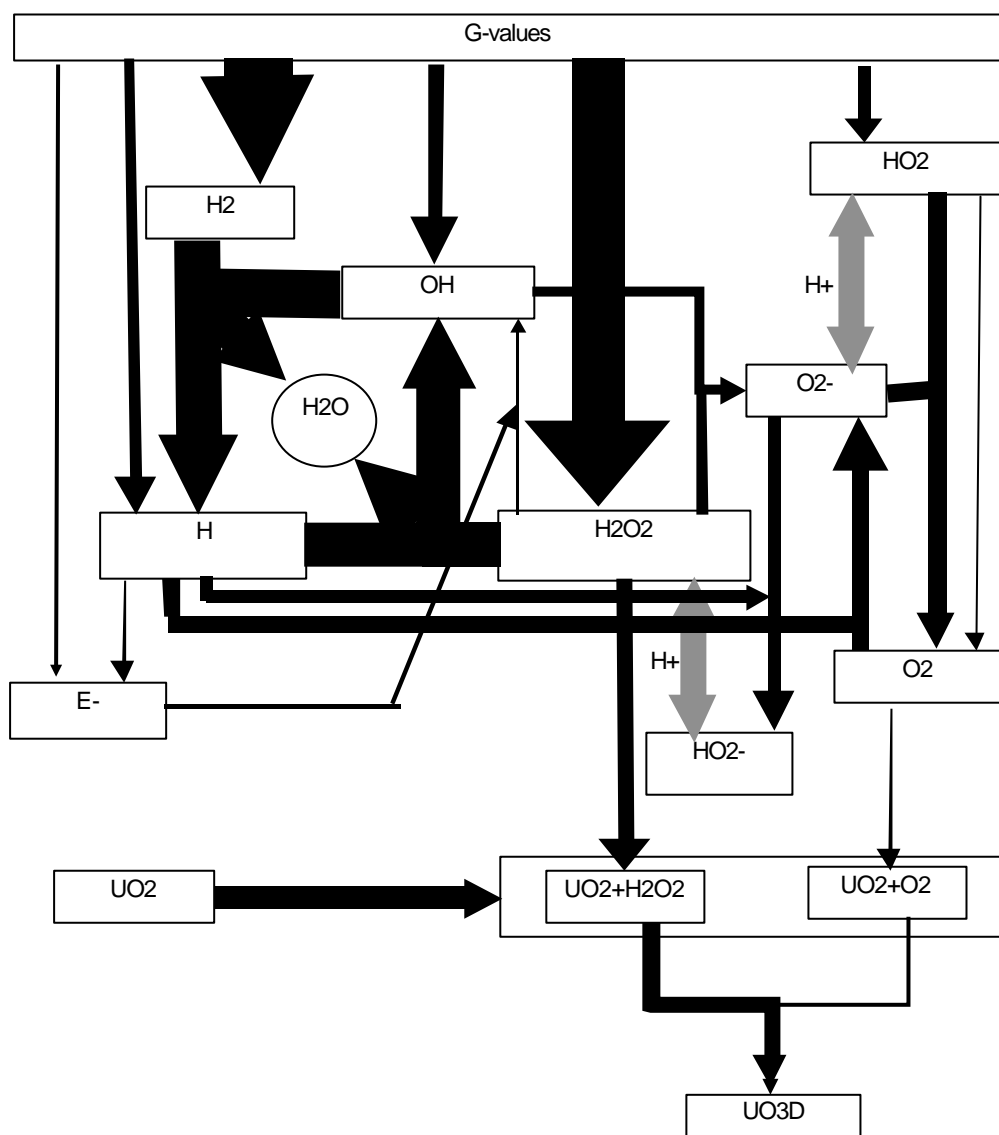 G-values
HO2
H2
OH
H+
O2-
H2O
H
H2O2
H+
O2
E-
HO2-
UO2
UO2+H2O2
UO2+O2
UO3D